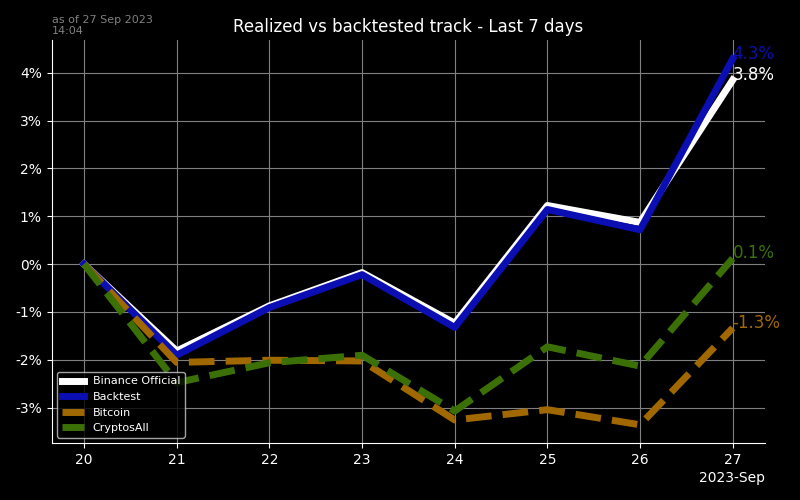 as of 27 Sep 2023
14:04
Realized vs backtested track - Last 7 days
4%
3%
2%
1%
0%
-1%
-2%
-3%
4.3%
3.8%
0.1%
-1.3%
Binance Official
Backtest
Bitcoin
CryptosAll
20 21 22 23 24 25 26 27
2023-Sep